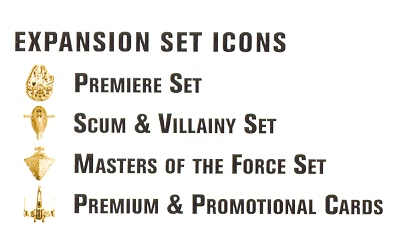 EXPANSION SET ICONS
PREMIERE SET
SCUM & VILLAINY SET
MASTERS OF THE FORCE SET
PREMIUM & PROMOTIONAL CARDS